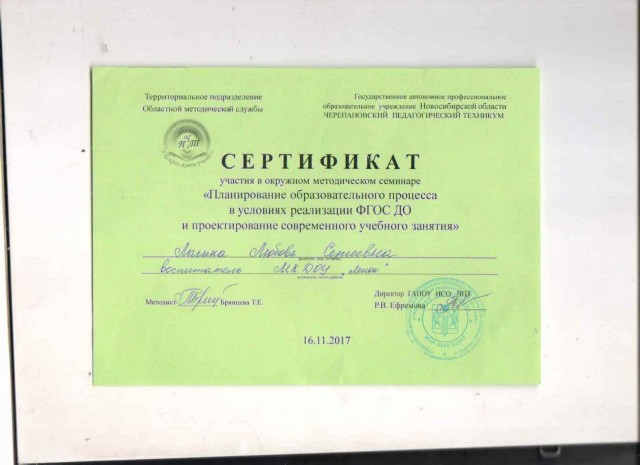 Территориальное подразделение
Областной методической службы
Государственное автономное профессиональное
образовательное учреждение Новосибирской области
ЧЕРЕПАНОВСКИЙ ПЕДАГОГИЧЕСКИЙ ТЕХНИКУМ
СЕРТИФИКАТ
участия в окружном методическом семинаре
«Планирование образовательного процесса
в условиях реализации ФГОС ДО
и проектирование современного учебного занятия»
Любовь Сергеевна
воспитатель МКДОУ
Методист Брянцева Т.Е.
Директор ГАПОУ НСО ЧПТ
Р.В. Ефремова
16.11.2017